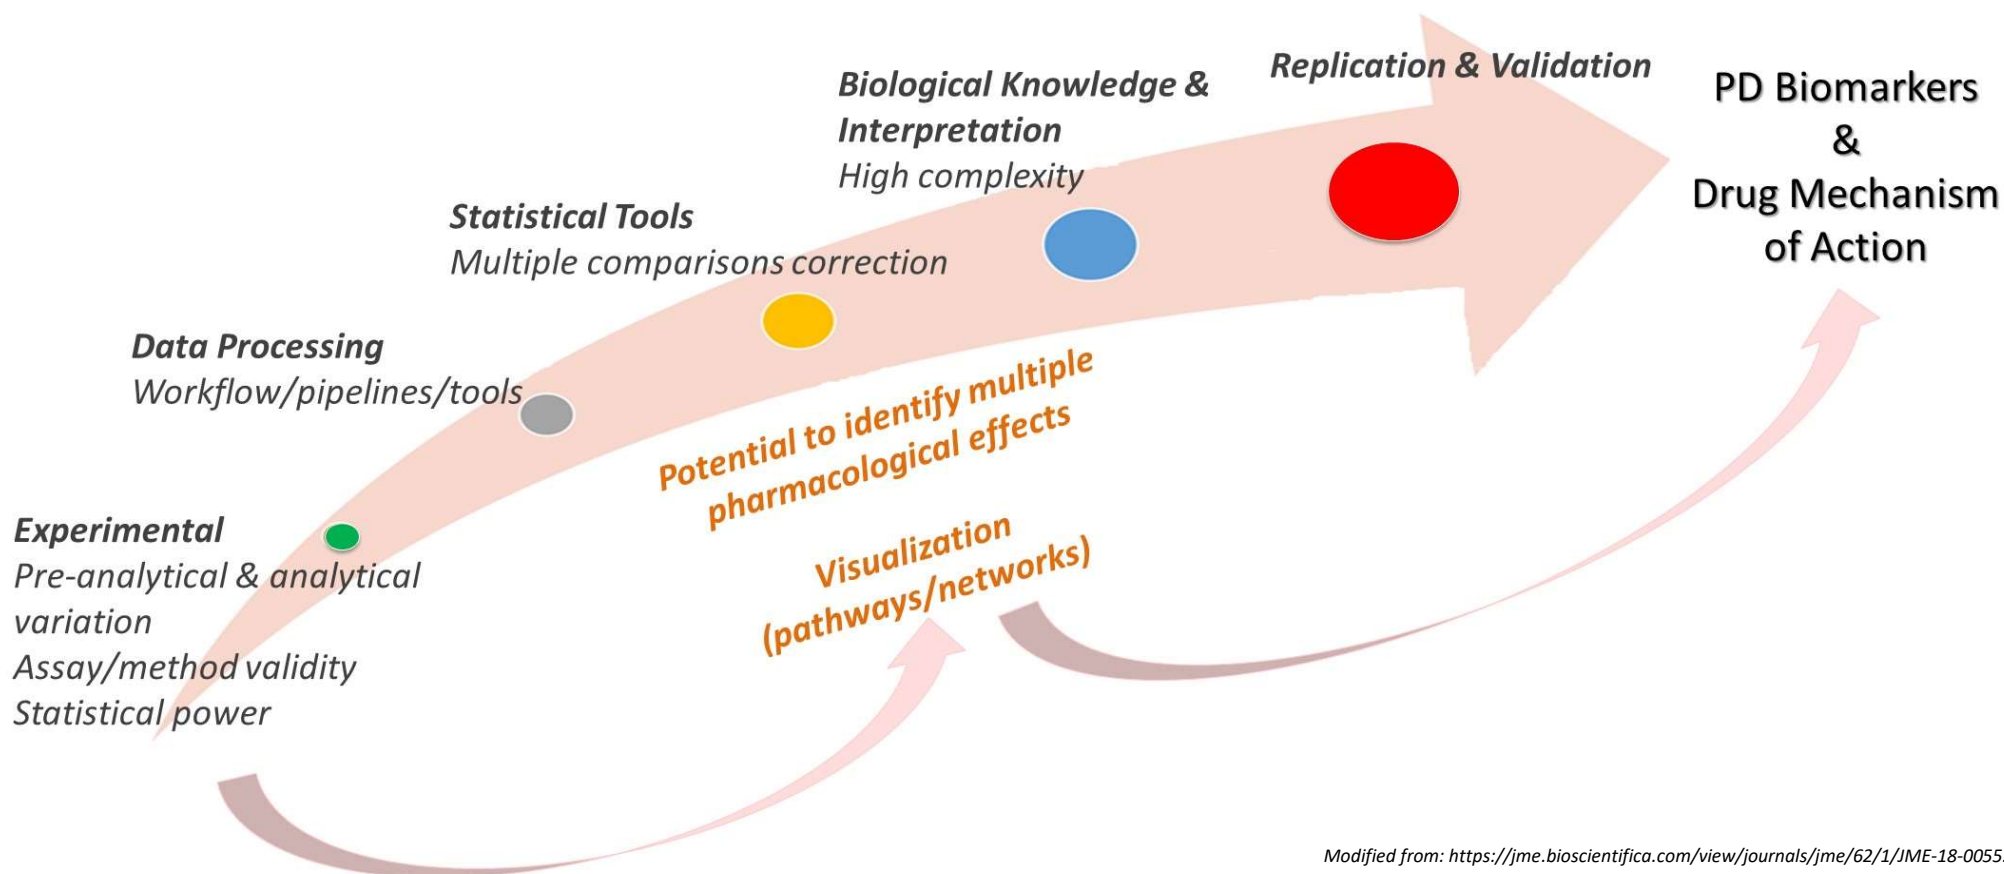 Replication & Validation
PD Biomarkers
&
Drug Mechanism
of Action
Biological Knowledge &
Interpretation
High complexity
Statistical Tools
Multiple comparisons correction
Data Processing
Workflow/pipelines/tools
Experimental
Pre-analytical & analytical
variation
Assay/method validity
Statistical power
Potential to identify multiple
pharmacological effects
Visualization
(pathways/networks)
Modified from: https://jme.bioscientifica.com/view/journals/jme/62/1/JME-18-0055.